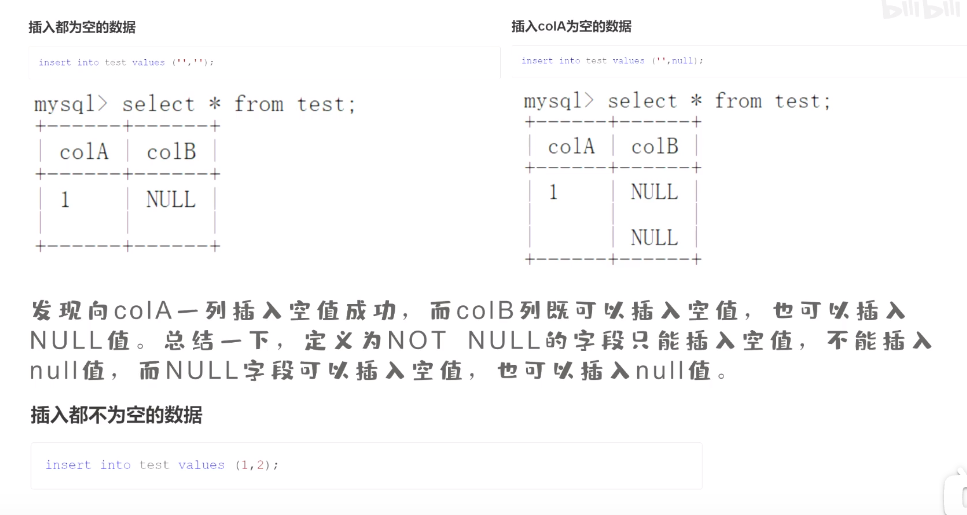 插入都为空的数据
insert into test values ('','');
mysql> select * from test;
+------+------+
| colA | colB |
+------+------+
| 1 | NULL |
| | |
+------+------+
插入colA为空的数据
insert into test values ('',null);
mysql> select * from test;
+------+------+
| colA | colB |
+------+------+
| 1 | NULL |
| | |
| | NULL |
+------+------+
发现向colA一列插入空值成功，而colB列既可以插入空值，也可以插入
NULL值。总结一下，定义为NOT NULL的字段只能插入空值，不能插入
null值，而NULL字段可以插入空值，也可以插入null值。
插入都不为空的数据
insert into test values (1,2);
bilibili